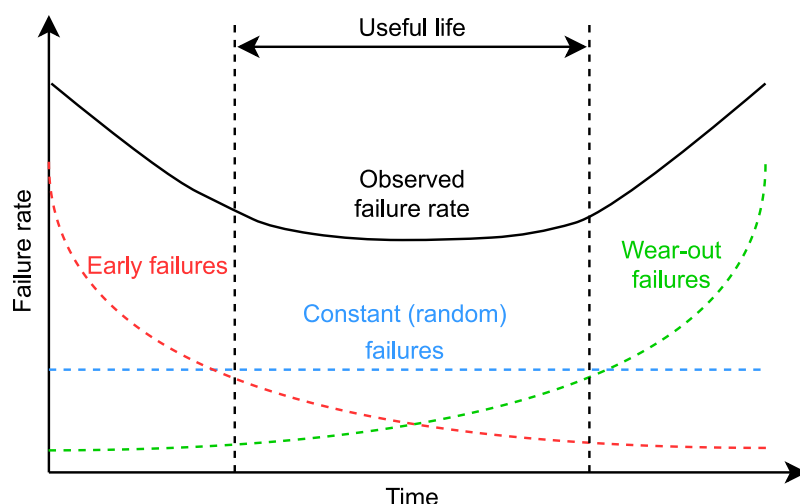 Useful life
Observed
failure rate
Wear-out
failures
Early failures
Constant (random)
failures
Failure rate
Time